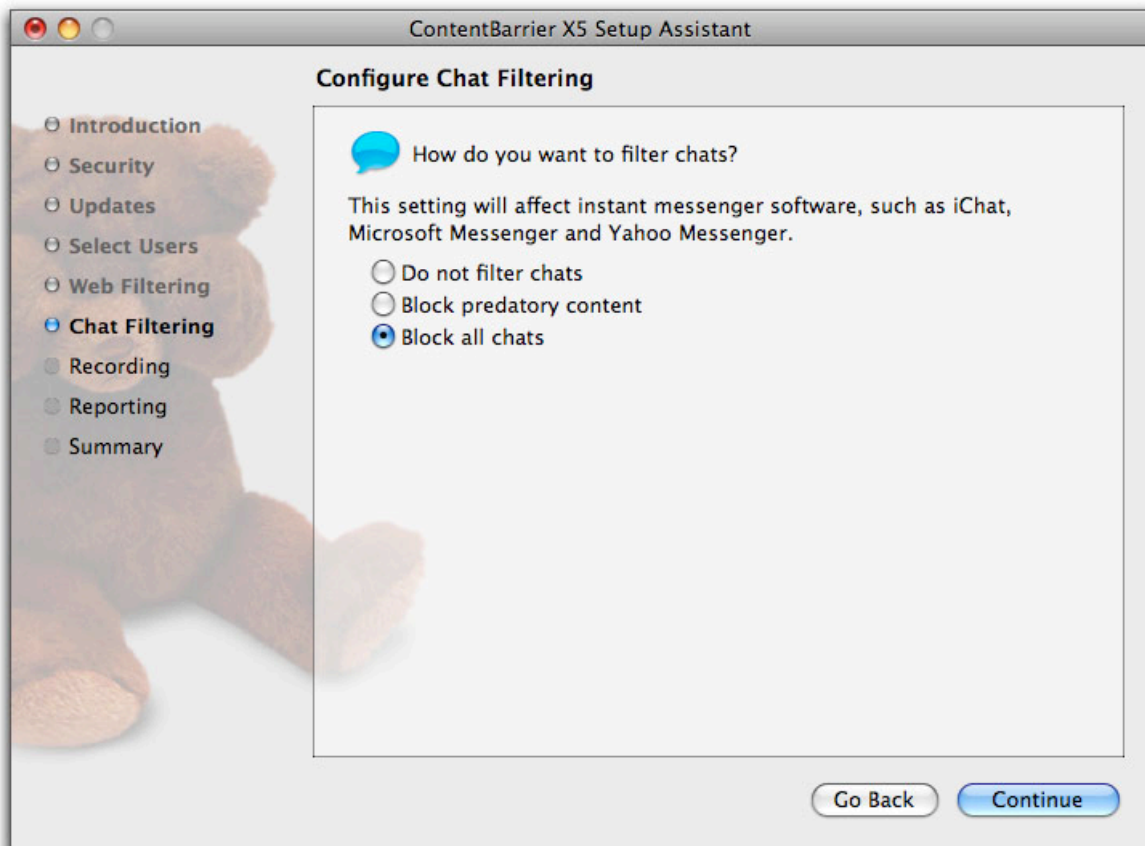 ContentBarrier X5 Setup Assistant
Configure Chat Filtering
Introduction
Security
Updates
Select Users
Web Filtering
Chat Filtering
Recording
Reporting
Summary
How do you want to filter chats?
This setting will affect instant messenger software, such as iChat,
Microsoft Messenger and Yahoo Messenger.
Do not filter chats
Block predatory content
Block all chats
Go Back
Continue